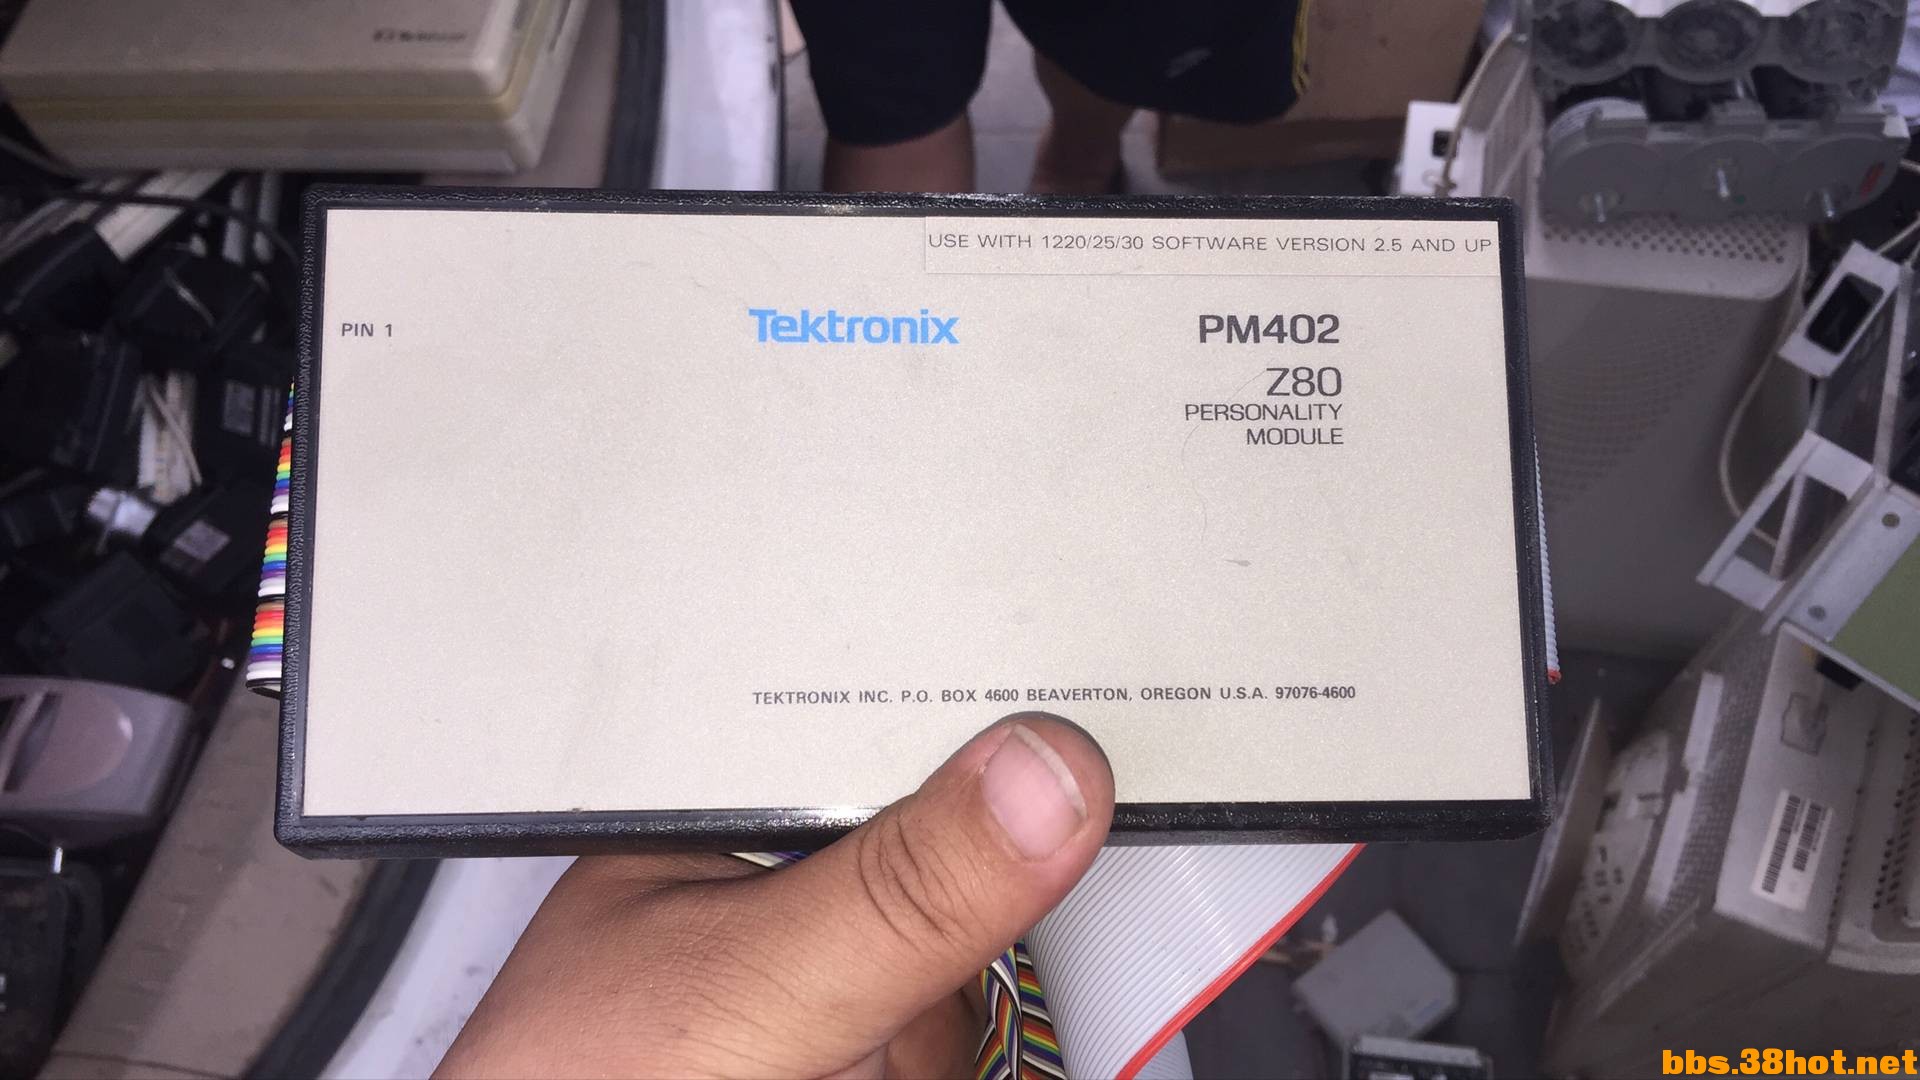 USE WITH 1220/25/30 SOFTWARE VERSION 2.5 AND UP
PIN 1
Tektronix
PM402
Z80
PERSONALITY
MODULE
TEKTRONIX INC. P.O. BOX 4600 BEAVERTON, OREGON U.S.A. 97076-4600
bbs.38hot.net